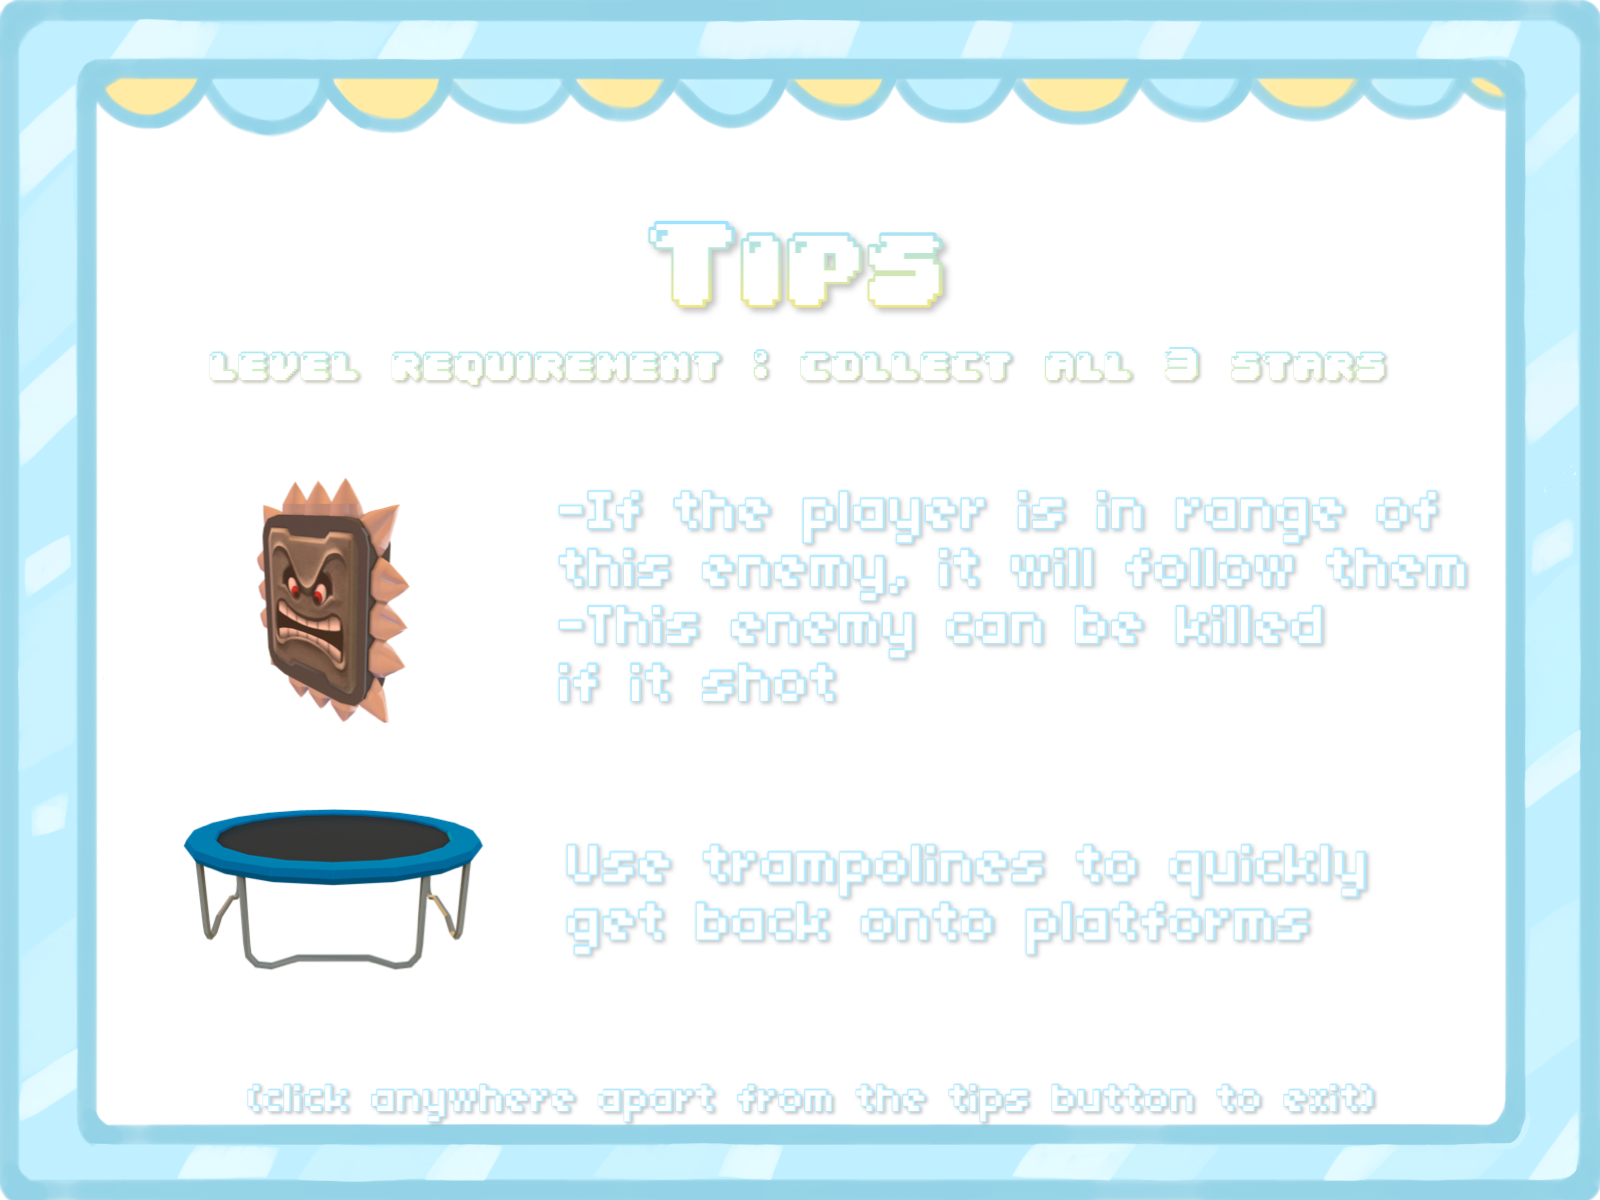 Tips
LEVEL REQUIREMENT : COLLECT ALL 3 STARS
-If the player is in range of
this enemy, it will follow them
-This enemy can be killed
if it shot
Use trampolines to quickly
get back onto platforms
(click anywhere apart from the tips button to exit)